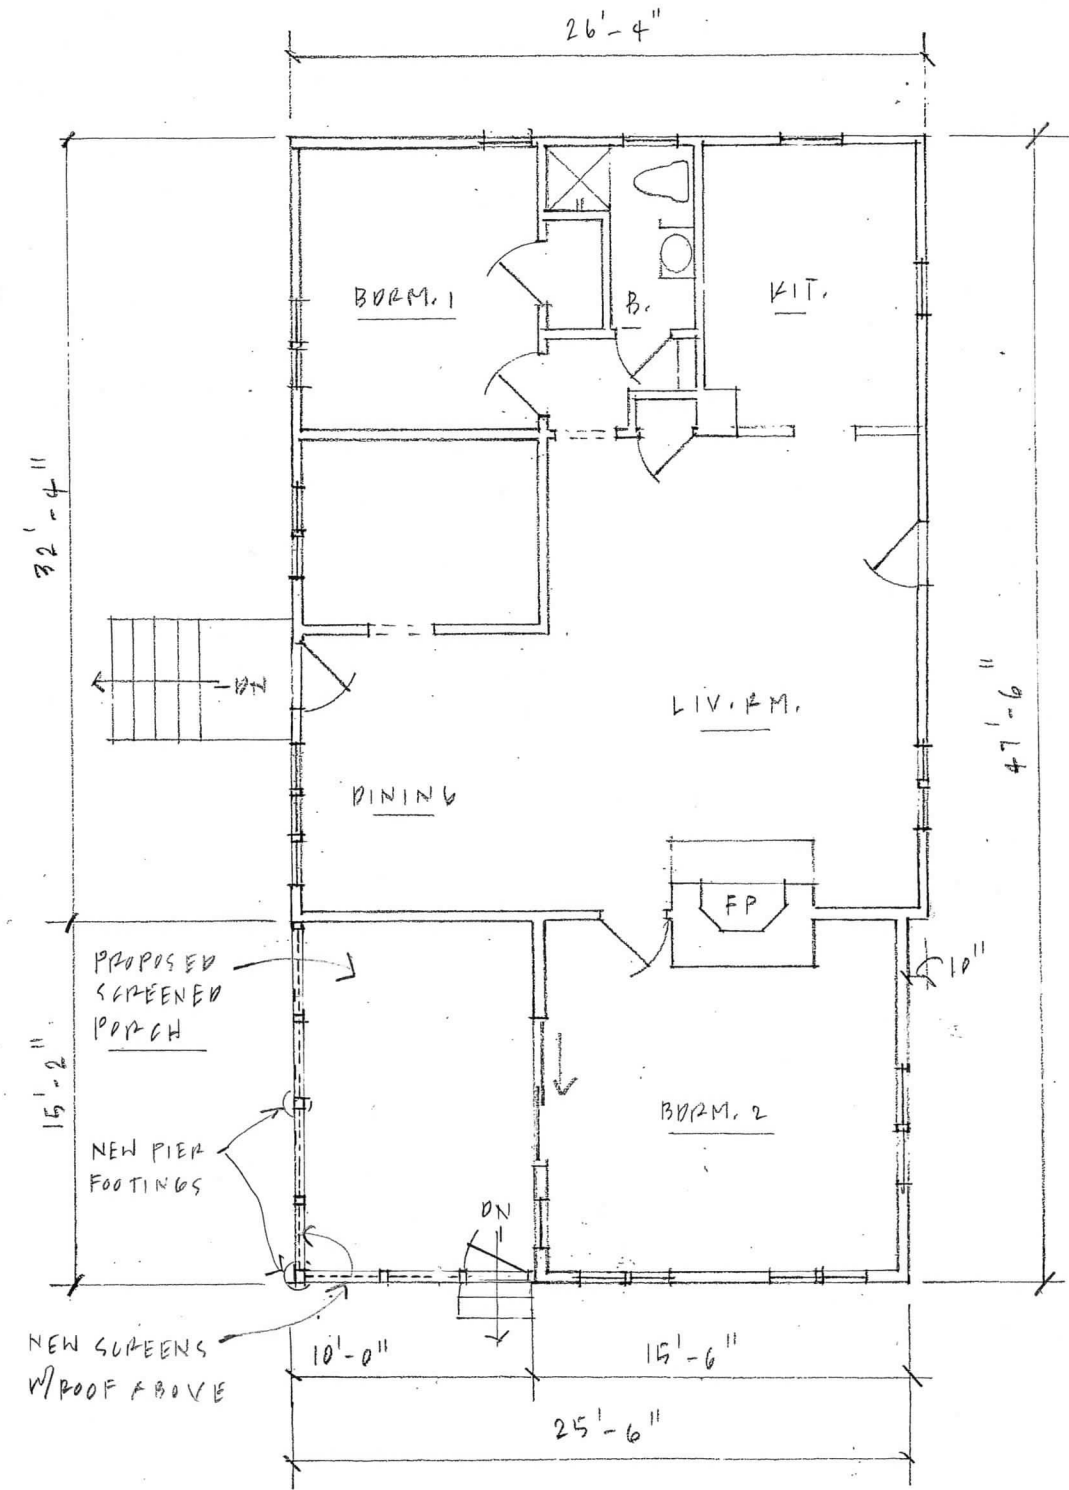 26'-4"
BDRM. 1
B.
KIT.
32'-4"
DN
LIV. RM.
47'-6"
DINING
FP
10"
PROPOSED
SCREENED
PORCH
15'-2"
BDRM. 2
NEW PIER
FOOTINGS
DN
NEW SCREENS
W/ROOF ABOVE
10'-0"
15'-6"
25'-6"